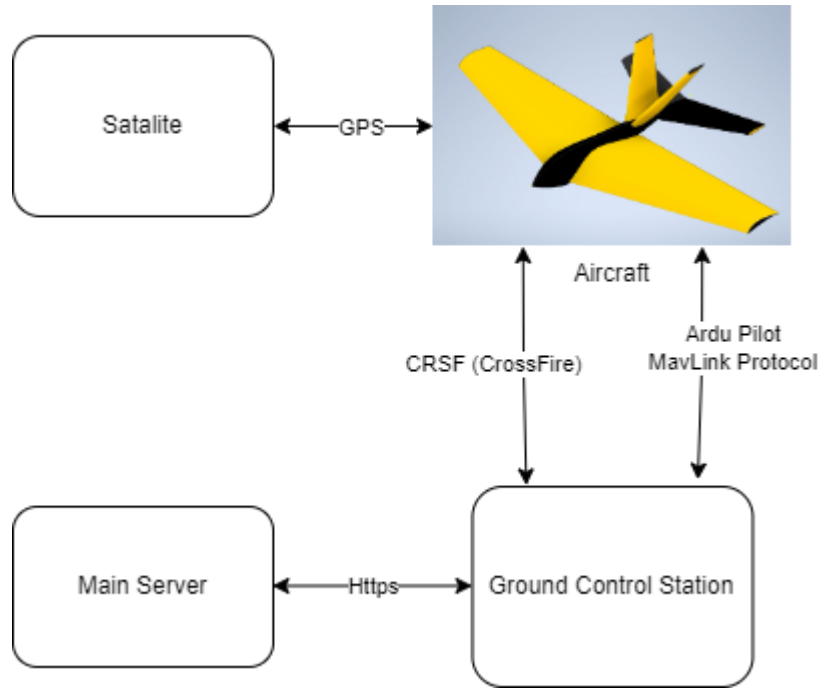 Satalite
GPS
Aircraft
CRSF (CrossFire)
Ardu Pilot
MavLink Protocol
Main Server
Https
Ground Control Station